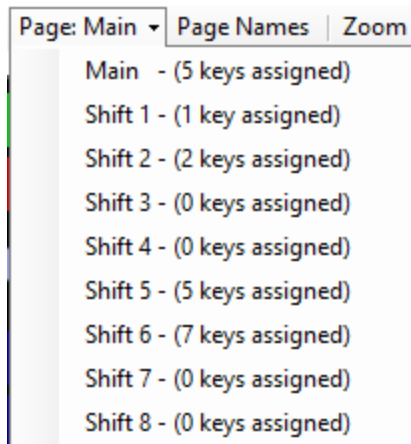 Page: Main Page Names Zoom
Main - (5 keys assigned)
Shift 1 - (1 key assigned)
Shift 2 - (2 keys assigned)
Shift 3 - (0 keys assigned)
Shift 4 - (0 keys assigned)
Shift 5 - (5 keys assigned)
Shift 6 - (7 keys assigned)
Shift 7 - (0 keys assigned)
Shift 8 - (0 keys assigned)